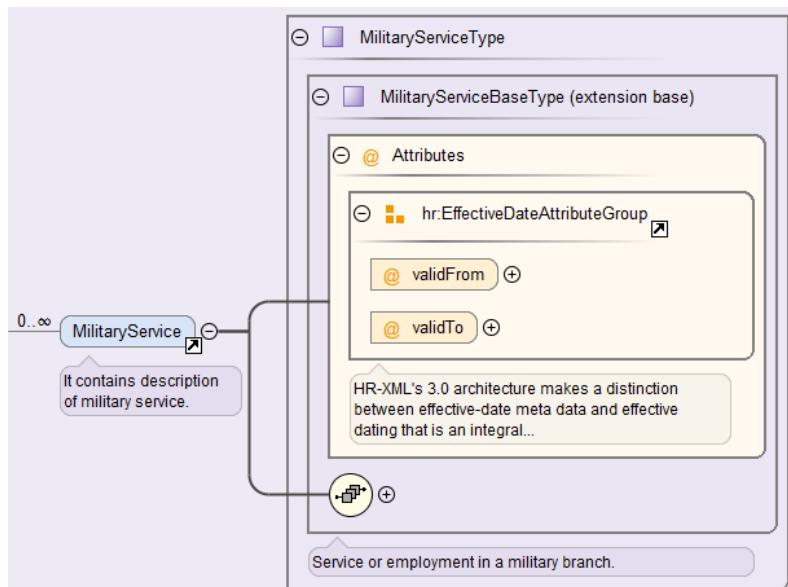 MilitaryServiceType
MilitaryServiceBaseType (extension base)
@ Attributes
hr:EffectiveDateAttributeGroup
@ validFrom
@ validTo
HR-XML's 3.0 architecture makes a distinction
between effective-date meta data and effective
dating that is an integral...
0..∞
MilitaryService
It contains description
of military service.
Service or employment in a military branch.